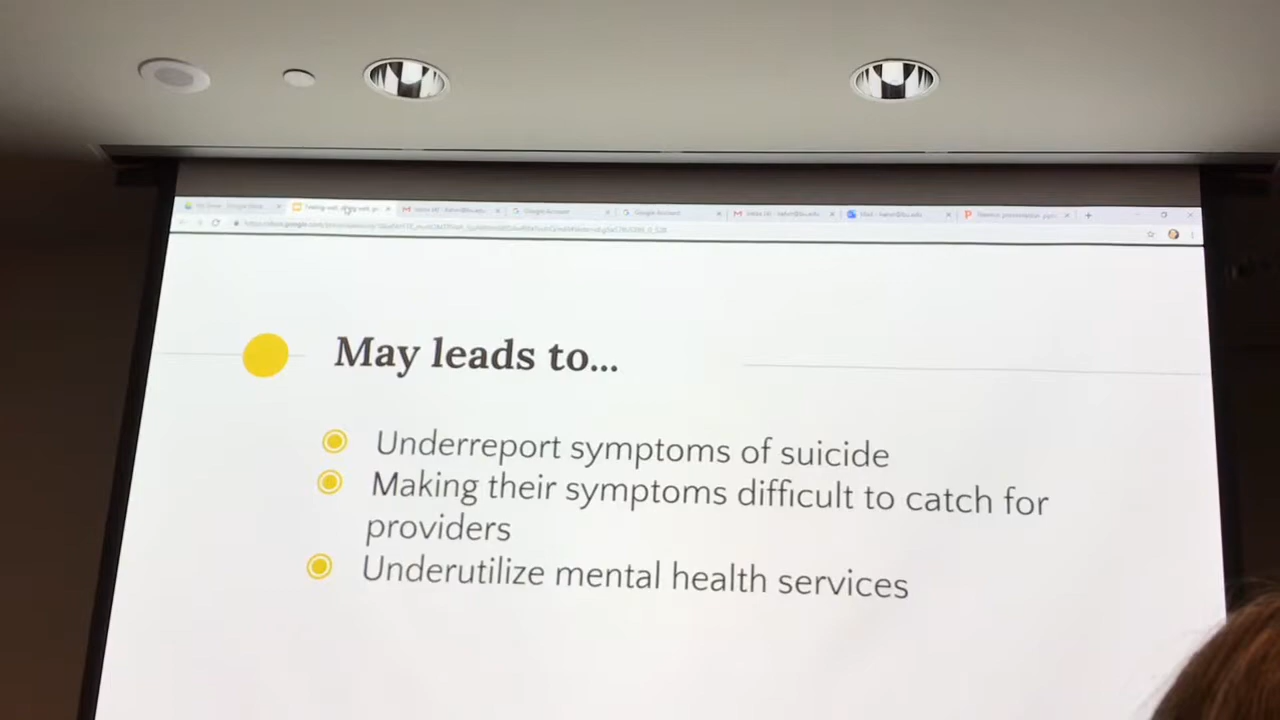 May leads to...
Underreport symptoms of suicide
Making their symptoms difficult to catch for
providers
Underutilize mental health services